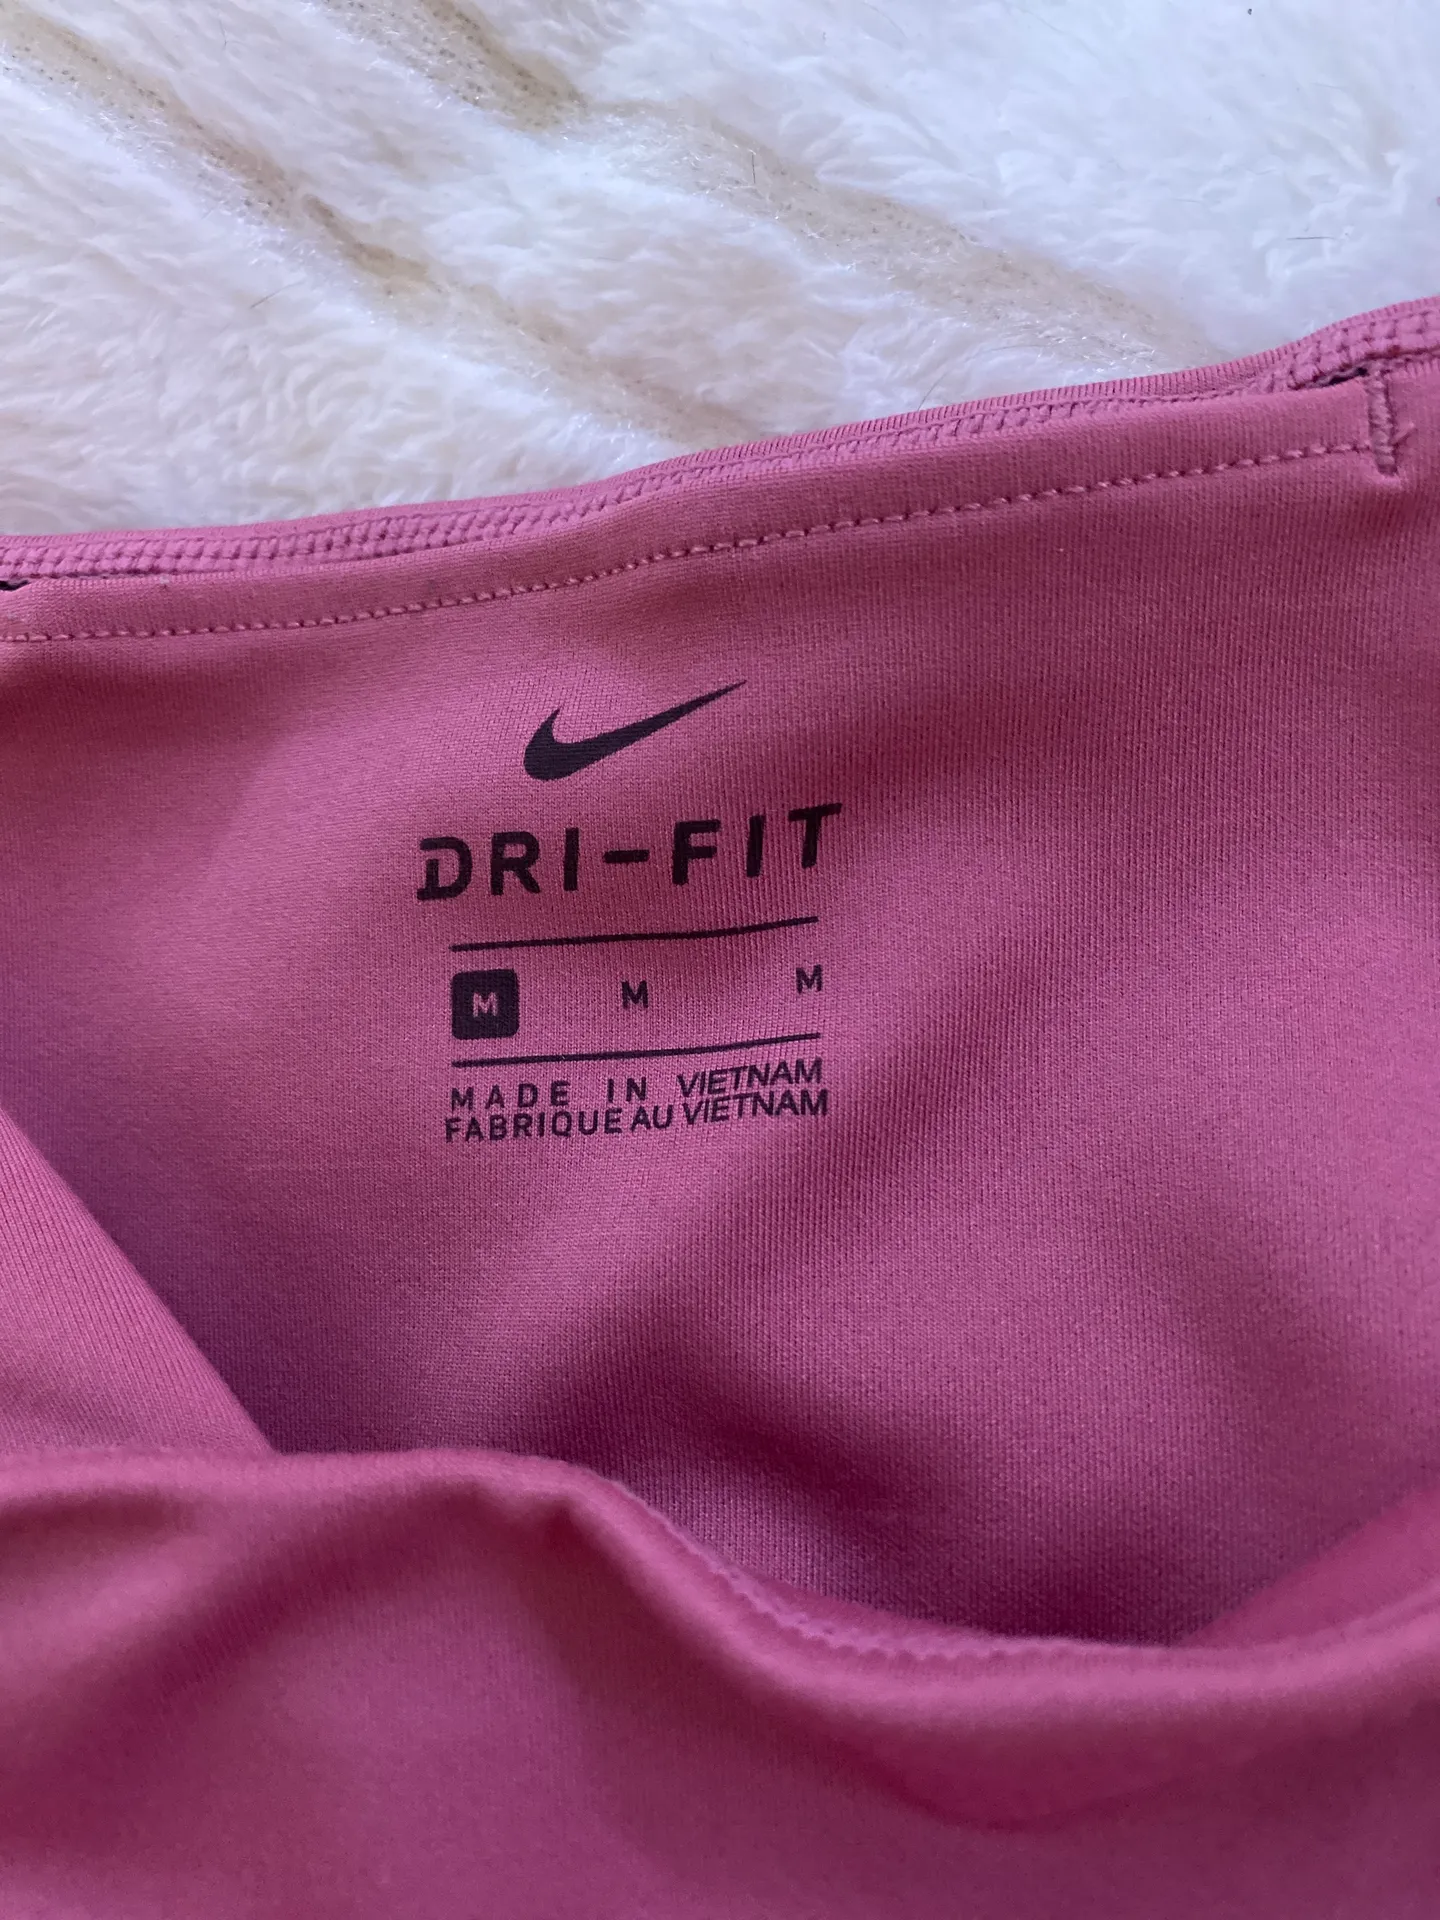 DRI-FIT
M M M
MADE IN VIETNAM
FABRIQUE AU VIETNAM